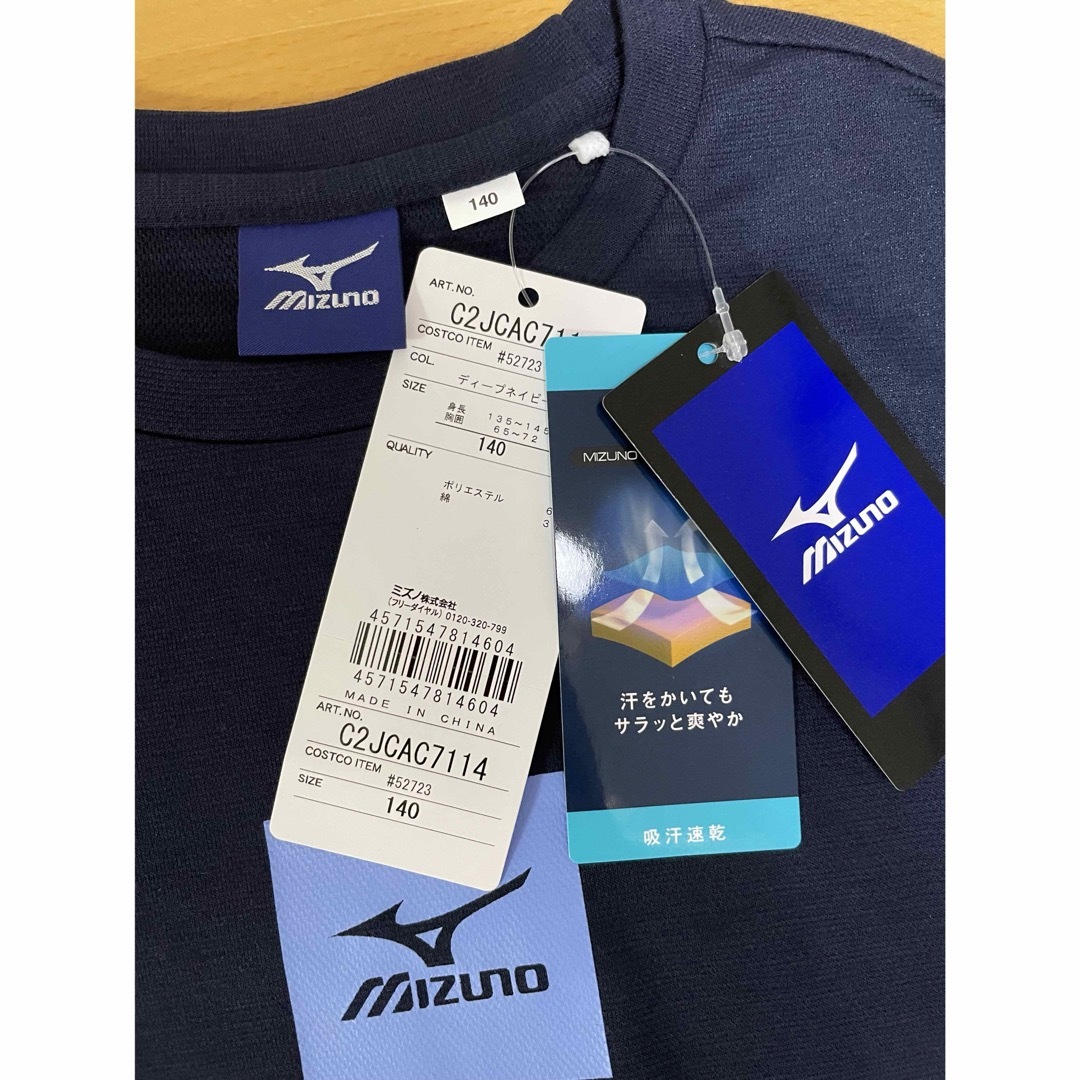 MIZUNO
140
ART.NO.
C2JCAC711
COSTCO ITEM #52723
COL. ディープネイビー
SIZE
身長 135~145
胸囲 65~72
140
QUALITY
ポリエステル 6
綿 3
ミズノ株式会社
(フリーダイヤル) 0120-320-799
4571547814604
4571547814604
MADE IN CHINA
ART.NO.
C2JCAC7114
COSTCO ITEM #52723
SIZE 140
MIZUNO
汗をかいても
サラッと爽やか
吸汗速乾
MIZUNO
MIZUNO